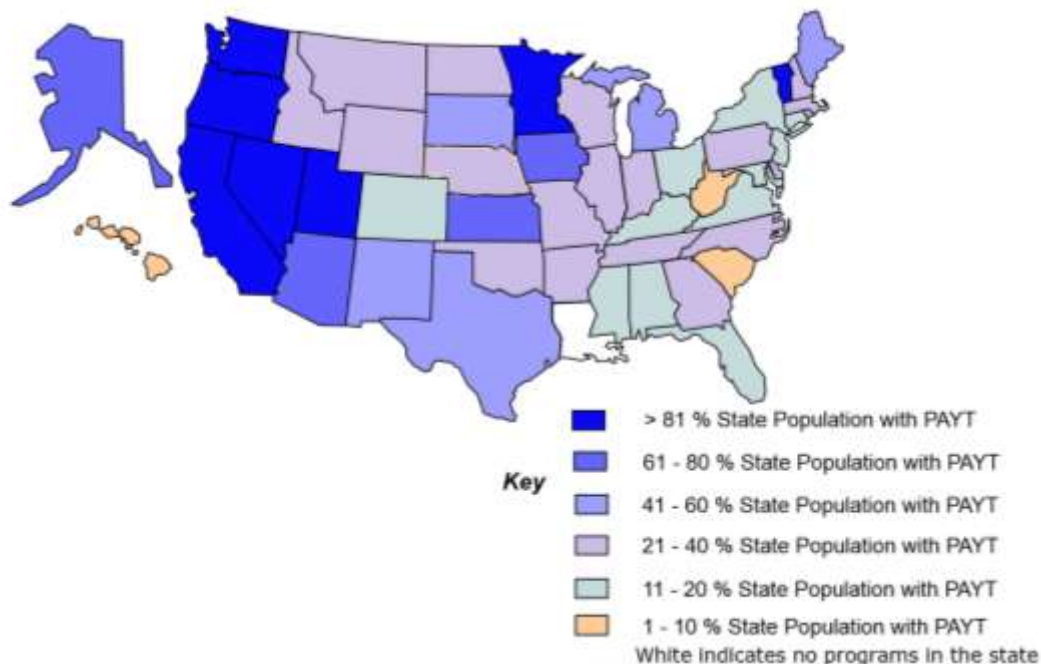 > 81 % State Population with PAYT
61 - 80 % State Population with PAYT
Key
41 - 60 % State Population with PAYT
21 - 40 % State Population with PAYT
11 - 20 % State Population with PAYT
1 - 10 % State Population with PAYT
White indicates no programs in the state